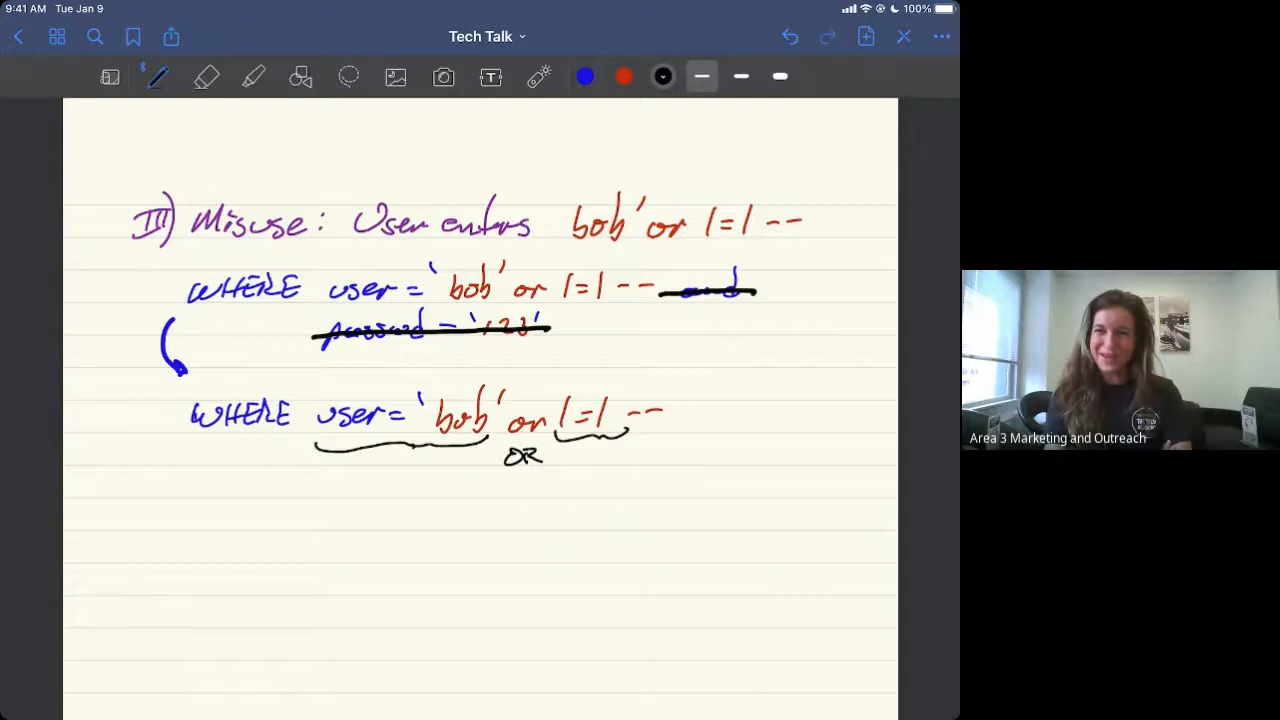 9:41 AM Tue Jan 9
100%
Tech Talk
T
III) Misuse: User enters bob' or 1=1 --
WHERE user = 'bob' or 1=1 -- and
password = '123'
WHERE user = 'bob' or 1=1 --
OR
Area 3 Marketing and Outreach